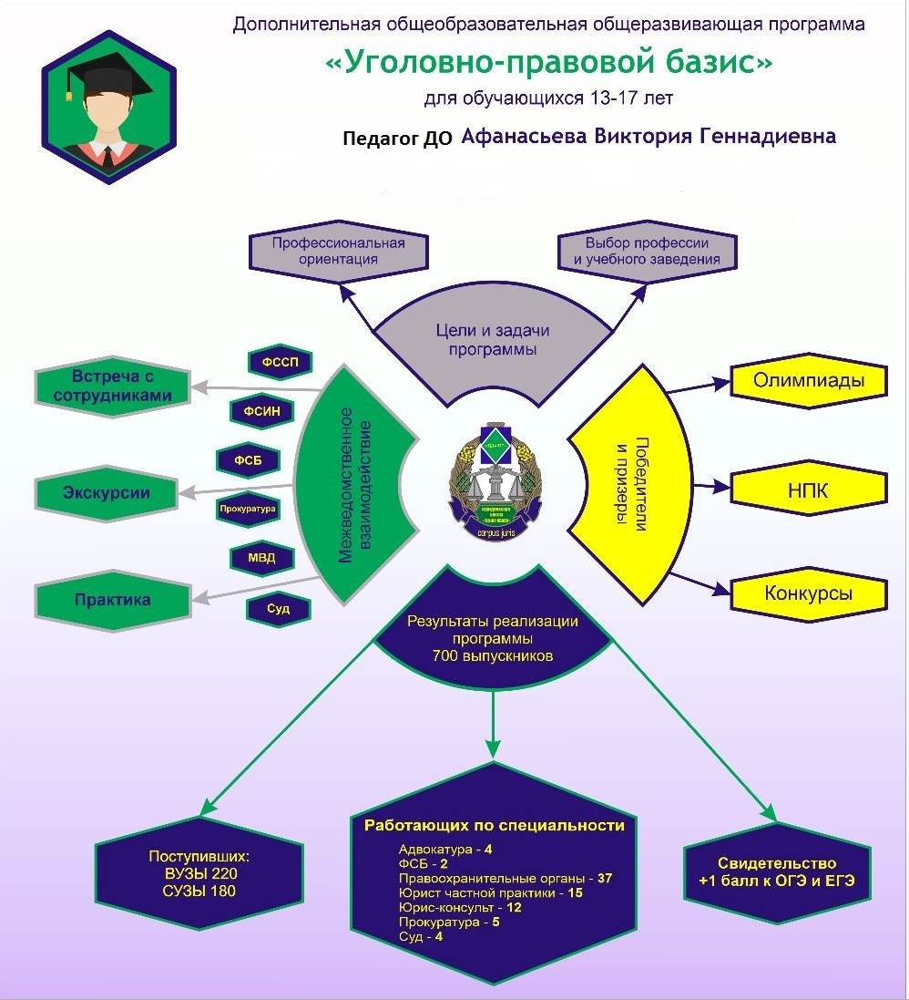 Дополнительная общеобразовательная общеразвивающая программа
«Уголовно-правовой базис»
для обучающихся 13-17 лет
Педагог ДО Афанасьева Виктория Геннадиевна
Профессиональная
ориентация
Выбор профессии
и учебного заведения
Цели и задачи
программы
Встреча с
сотрудниками
Экскурсии
Практика
ФССП
ФСИН
ФСБ
Прокуратура
МВД
Суд
Межведомственное
взаимодействие
corpus juris
Победители
и призеры
Олимпиады
НПК
Конкурсы
Результаты реализации
программы
700 выпускников
Поступивших:
ВУЗЫ 220
СУЗЫ 180
Работающих по специальности
Адвокатура - 4
ФСБ - 2
Правоохранительные органы - 37
Юрист частной практики - 15
Юрис-консульт - 12
Прокуратура - 5
Суд - 4
Свидетельство
+1 балл к ОГЭ и ЕГЭ